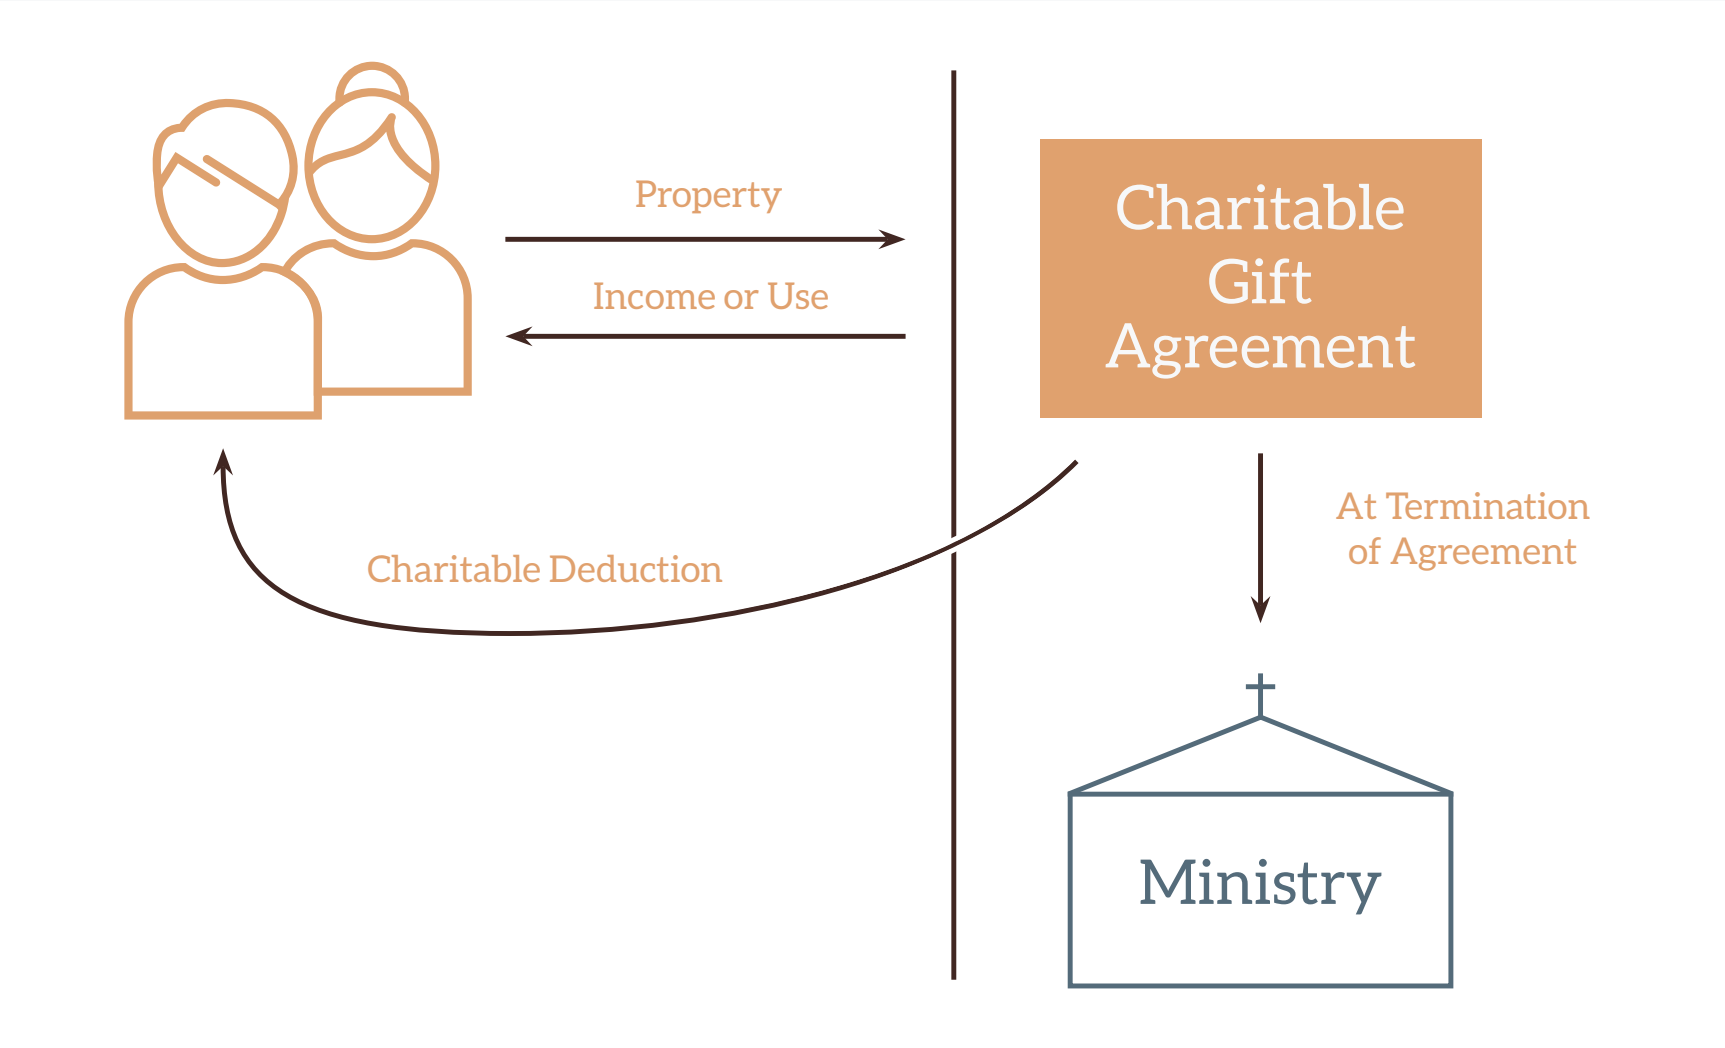 Property
Income or Use
Charitable
Gift
Agreement
At Termination
of Agreement
Charitable Deduction
Ministry